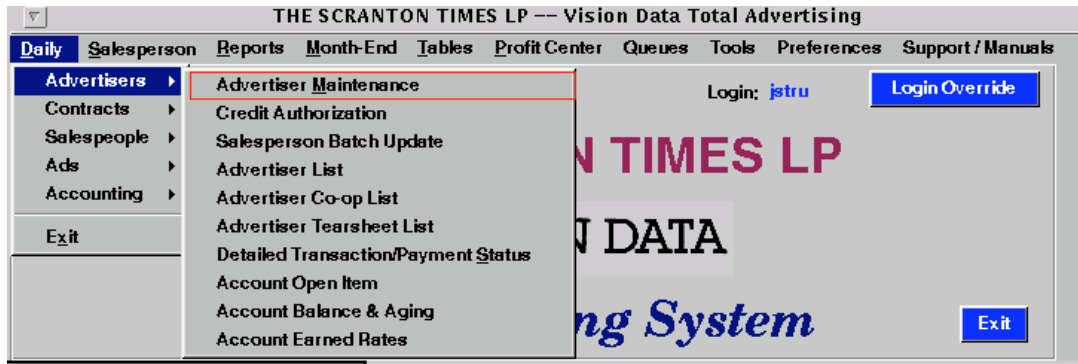 THE SCRANTON TIMES LP –– Vision Data Total Advertising
Daily Salesperson Reports Month-End Tables Profit Center Queues Tools Preferences Support / Manuals
Advertisers
Contracts
Salespeople
Ads
Accounting
Exit
Advertiser Maintenance
Credit Authorization
Salesperson Batch Update
Advertiser List
Advertiser Co-op List
Advertiser Tearsheet List
Detailed Transaction/Payment Status
Account Open Item
Account Balance & Aging
Account Earned Rates
Login: jstru Login Override
N TIMES LP
N DATA
ng System
Exit